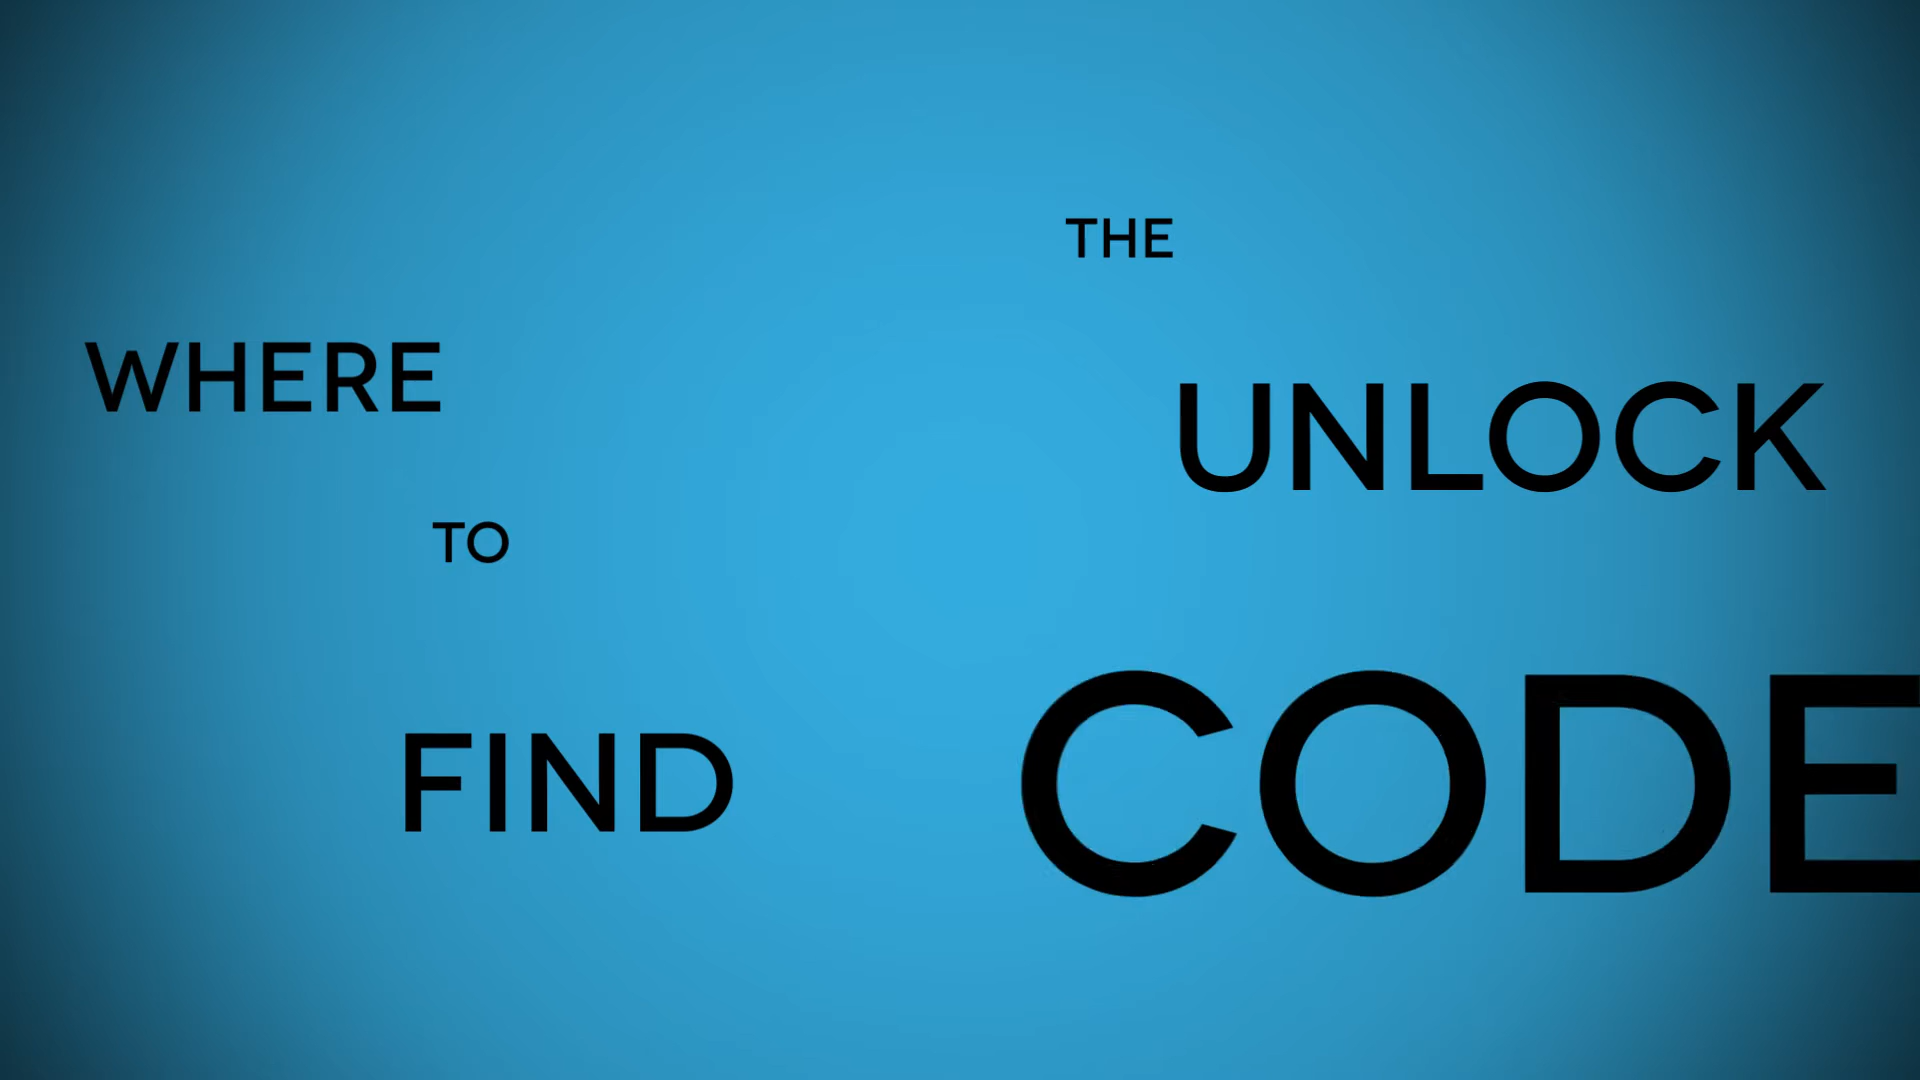 WHERE
TO
FIND
THE
UNLOCK
CODE